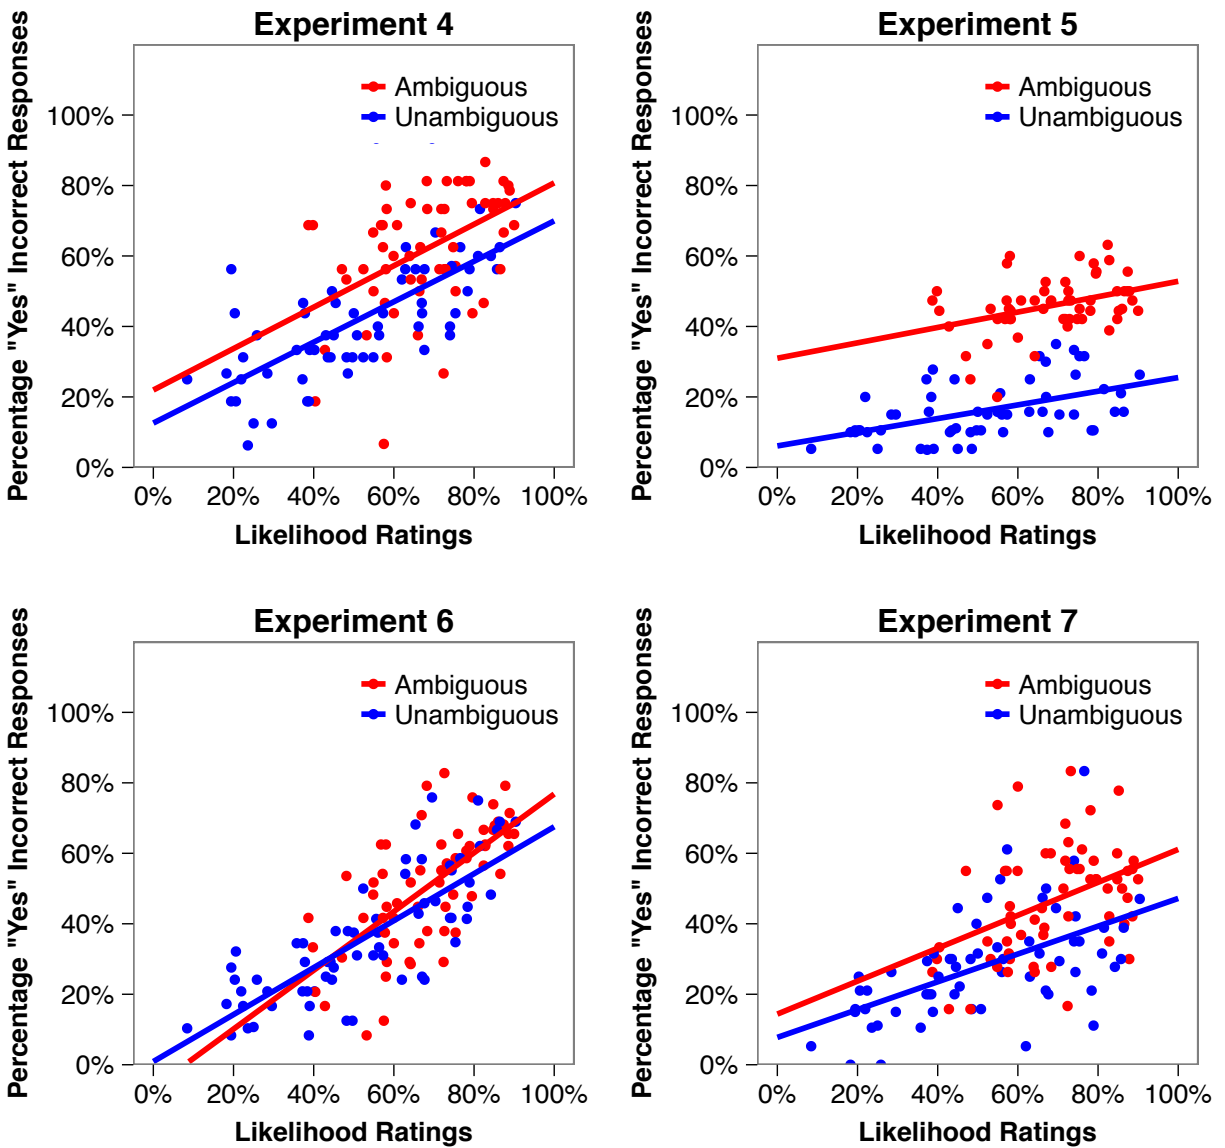 Experiment 4
Percentage "Yes" Incorrect Responses
Ambiguous
Unambiguous
100%
80%
60%
40%
20%
0%
0% 20% 40% 60% 80% 100%
Likelihood Ratings
Experiment 5
Percentage "Yes" Incorrect Responses
Ambiguous
Unambiguous
100%
80%
60%
40%
20%
0%
0% 20% 40% 60% 80% 100%
Likelihood Ratings
Experiment 6
Percentage "Yes" Incorrect Responses
Ambiguous
Unambiguous
100%
80%
60%
40%
20%
0%
0% 20% 40% 60% 80% 100%
Likelihood Ratings
Experiment 7
Percentage "Yes" Incorrect Responses
Ambiguous
Unambiguous
100%
80%
60%
40%
20%
0%
0% 20% 40% 60% 80% 100%
Likelihood Ratings